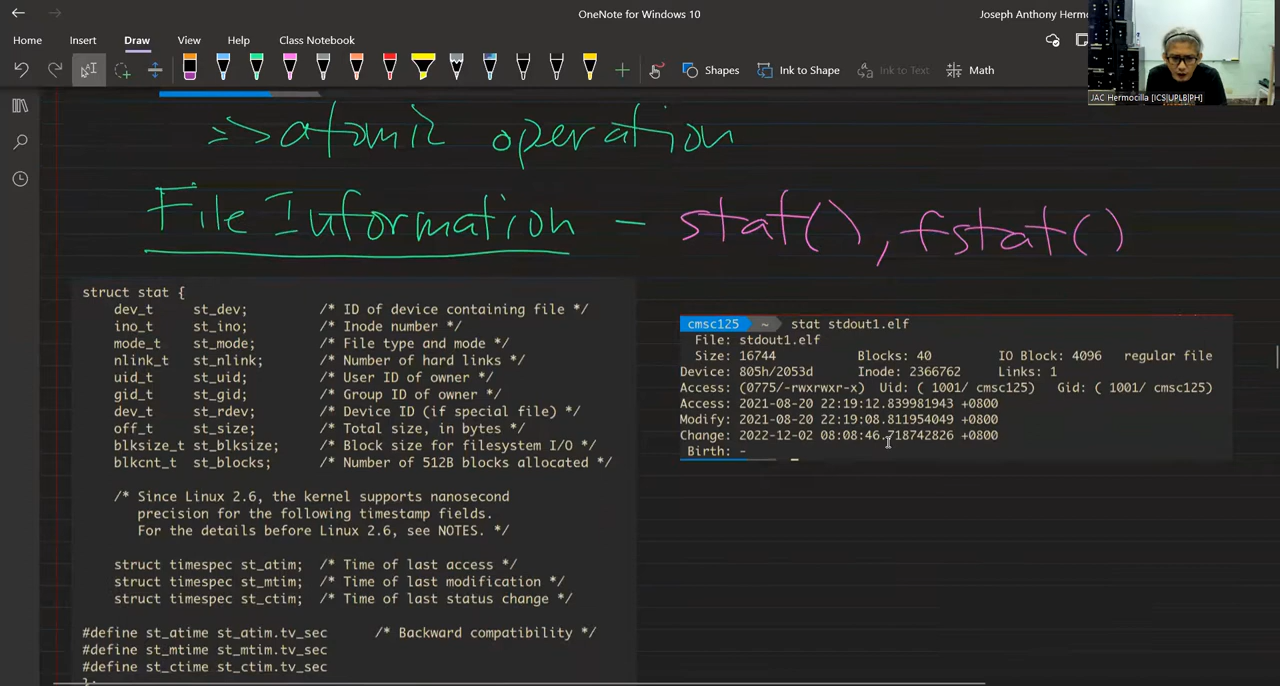 OneNote for Windows 10
Joseph Anthony Hermo
Home Insert Draw View Help Class Notebook
Shapes Ink to Shape Ink to Text Math
JAC Hermocilla [ICS|UPLB|PH]
=> atomic operation
File Information - stat(), fstat()
struct stat {
dev_t st_dev; /* ID of device containing file */
ino_t st_ino; /* Inode number */
mode_t st_mode; /* File type and mode */
nlink_t st_nlink; /* Number of hard links */
uid_t st_uid; /* User ID of owner */
gid_t st_gid; /* Group ID of owner */
dev_t st_rdev; /* Device ID (if special file) */
off_t st_size; /* Total size, in bytes */
blksize_t st_blksize; /* Block size for filesystem I/O */
blkcnt_t st_blocks; /* Number of 512B blocks allocated */
/* Since Linux 2.6, the kernel supports nanosecond
precision for the following timestamp fields.
For the details before Linux 2.6, see NOTES. */
struct timespec st_atim; /* Time of last access */
struct timespec st_mtim; /* Time of last modification */
struct timespec st_ctim; /* Time of last status change */
#define st_atime st_atim.tv_sec /* Backward compatibility */
#define st_mtime st_mtim.tv_sec
#define st_ctime st_ctim.tv_sec
};
cmsc125 ~ stat stdout1.elf
File: stdout1.elf
Size: 16744 Blocks: 40 IO Block: 4096 regular file
Device: 805h/2053d Inode: 2366762 Links: 1
Access: (0775/-rwxrwxr-x) Uid: ( 1001/ cmsc125) Gid: ( 1001/ cmsc125)
Access: 2021-08-20 22:19:12.839981943 +0800
Modify: 2021-08-20 22:19:08.811954049 +0800
Change: 2022-12-02 08:08:46.718742826 +0800
Birth: -